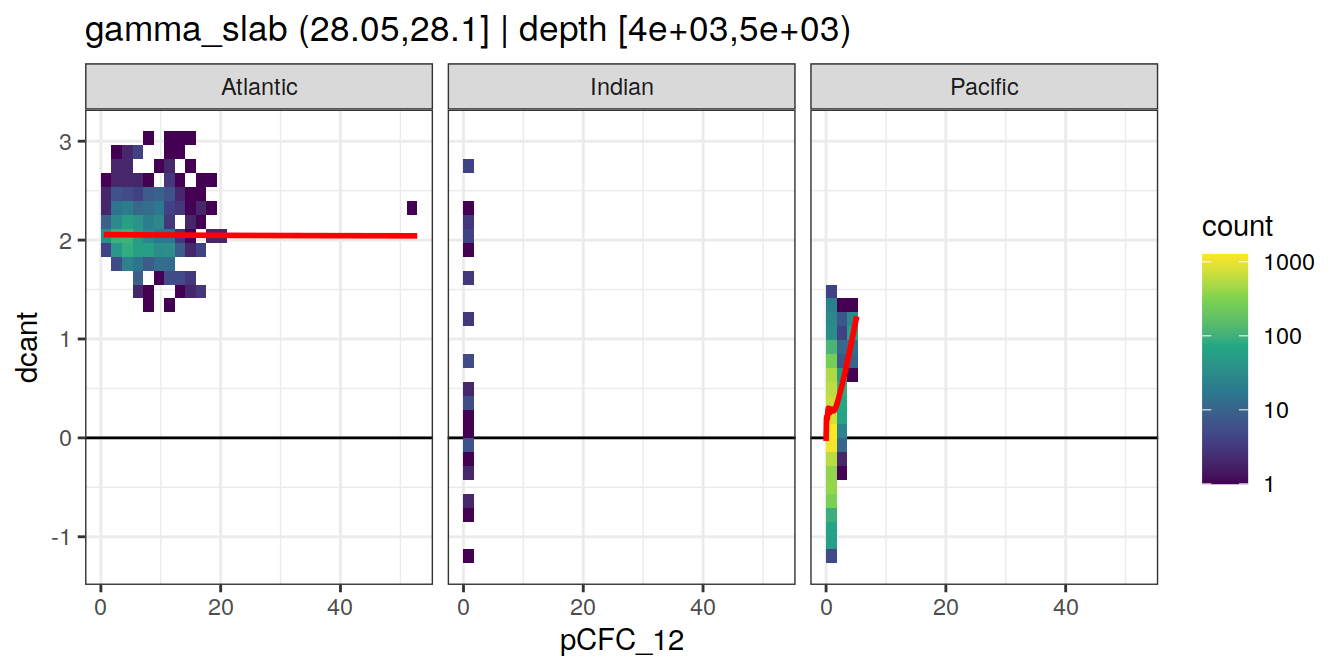 gamma_slab (28.05,28.1] | depth [4e+03,5e+03)
Atlantic
Indian
Pacific
3
2
1
0
-1
dcant
0 20 40
0 20 40
0 20 40
pCFC_12
count
1000
100
10
1